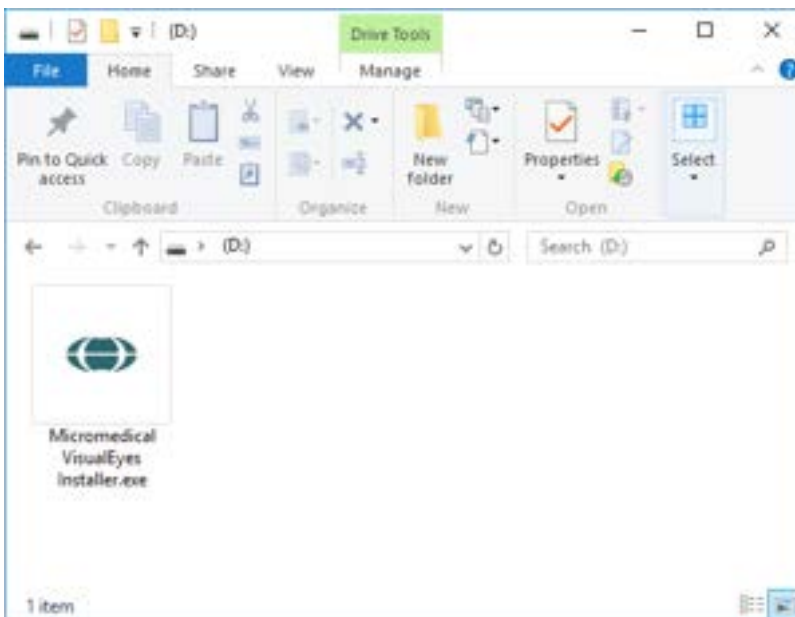 (D:)
Drive Tools
File Home Share View Manage
?
Pin to Quick access
Copy
Paste
New folder
Properties
Select
Clipboard Organize New Open
(D:)
Search (D:)
Micromedical
VisualEyes
Installer.exe
1 item